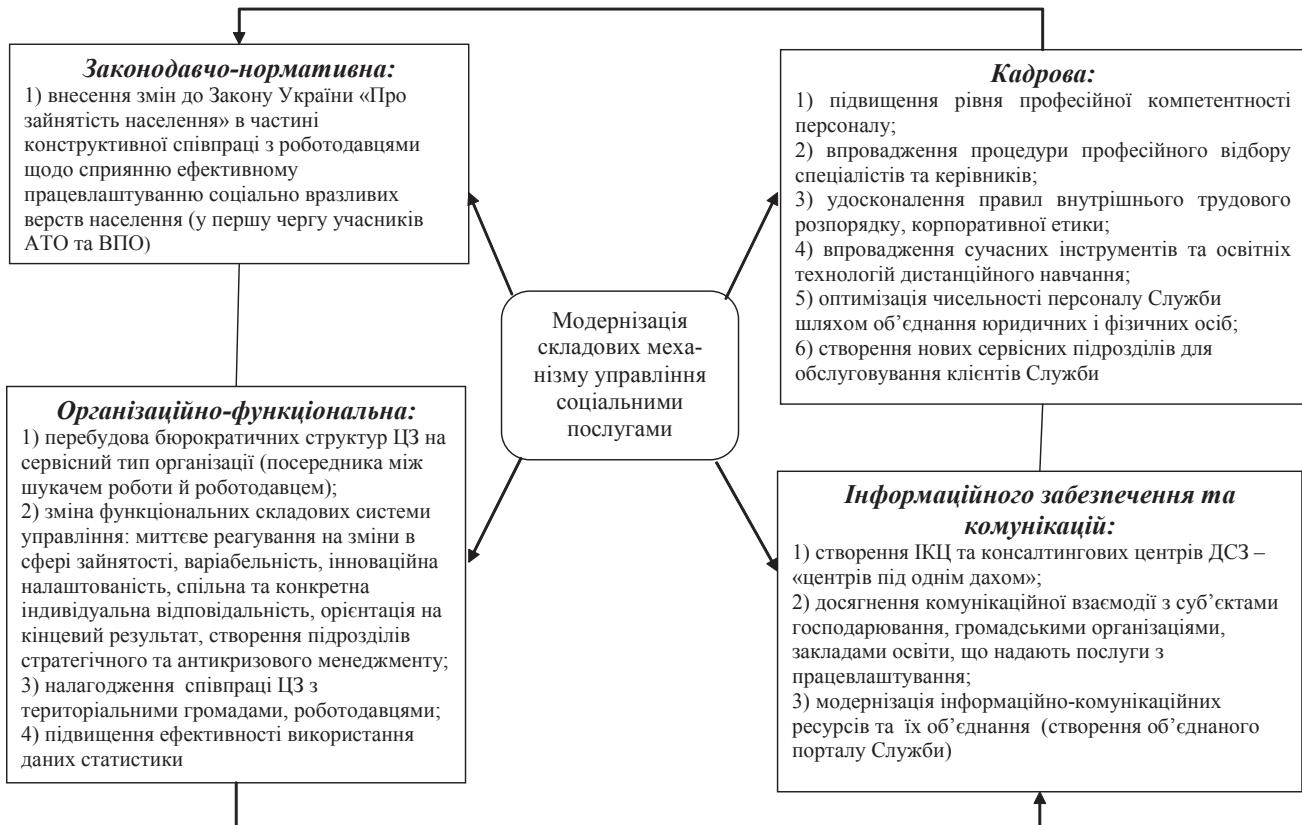 Законодавчо-нормативна:
1) внесення змін до Закону України «Про
зайнятість населення» в частині
конструктивної співпраці з роботодавцями
щодо сприянню ефективному
працевлаштуванню соціально вразливих
верств населення (у першу чергу учасників
АТО та ВПО)
Кадрова:
1) підвищення рівня професійної компетентності
персоналу;
2) впровадження процедури професійного відбору
спеціалістів та керівників;
3) удосконалення правил внутрішнього трудового
розпорядку, корпоративної етики;
4) впровадження сучасних інструментів та освітніх
технологій дистанційного навчання;
5) оптимізація чисельності персоналу Служби
шляхом об’єднання юридичних і фізичних осіб;
6) створення нових сервісних підрозділів для
обслуговування клієнтів Служби
Модернізація
складових меха-
нізму управління
соціальними
послугами
Організаційно-функціональна:
1) перебудова бюрократичних структур ЦЗ на
сервісний тип організації (посередника між
шукачем роботи й роботодавцем);
2) зміна функціональних складових системи
управління: миттєве реагування на зміни в
сфері зайнятості, варіабельність, інноваційна
налаштованість, спільна та конкретна
індивідуальна відповідальність, орієнтація на
кінцевий результат, створення підрозділів
стратегічного та антикризового менеджменту;
3) налагодження співпраці ЦЗ з
територіальними громадами, роботодавцями;
4) підвищення ефективності використання
даних статистики
Інформаційного забезпечення та
комунікацій:
1) створення ІКЦ та консалтингових центрів ДСЗ –
«центрів під однім дахом»;
2) досягнення комунікаційної взаємодії з суб’єктами
господарювання, громадськими організаціями,
закладами освіти, що надають послуги з
працевлаштування;
3) модернізація інформаційно-комунікаційних
ресурсів та їх об’єднання (створення об’єднаного
порталу Служби)